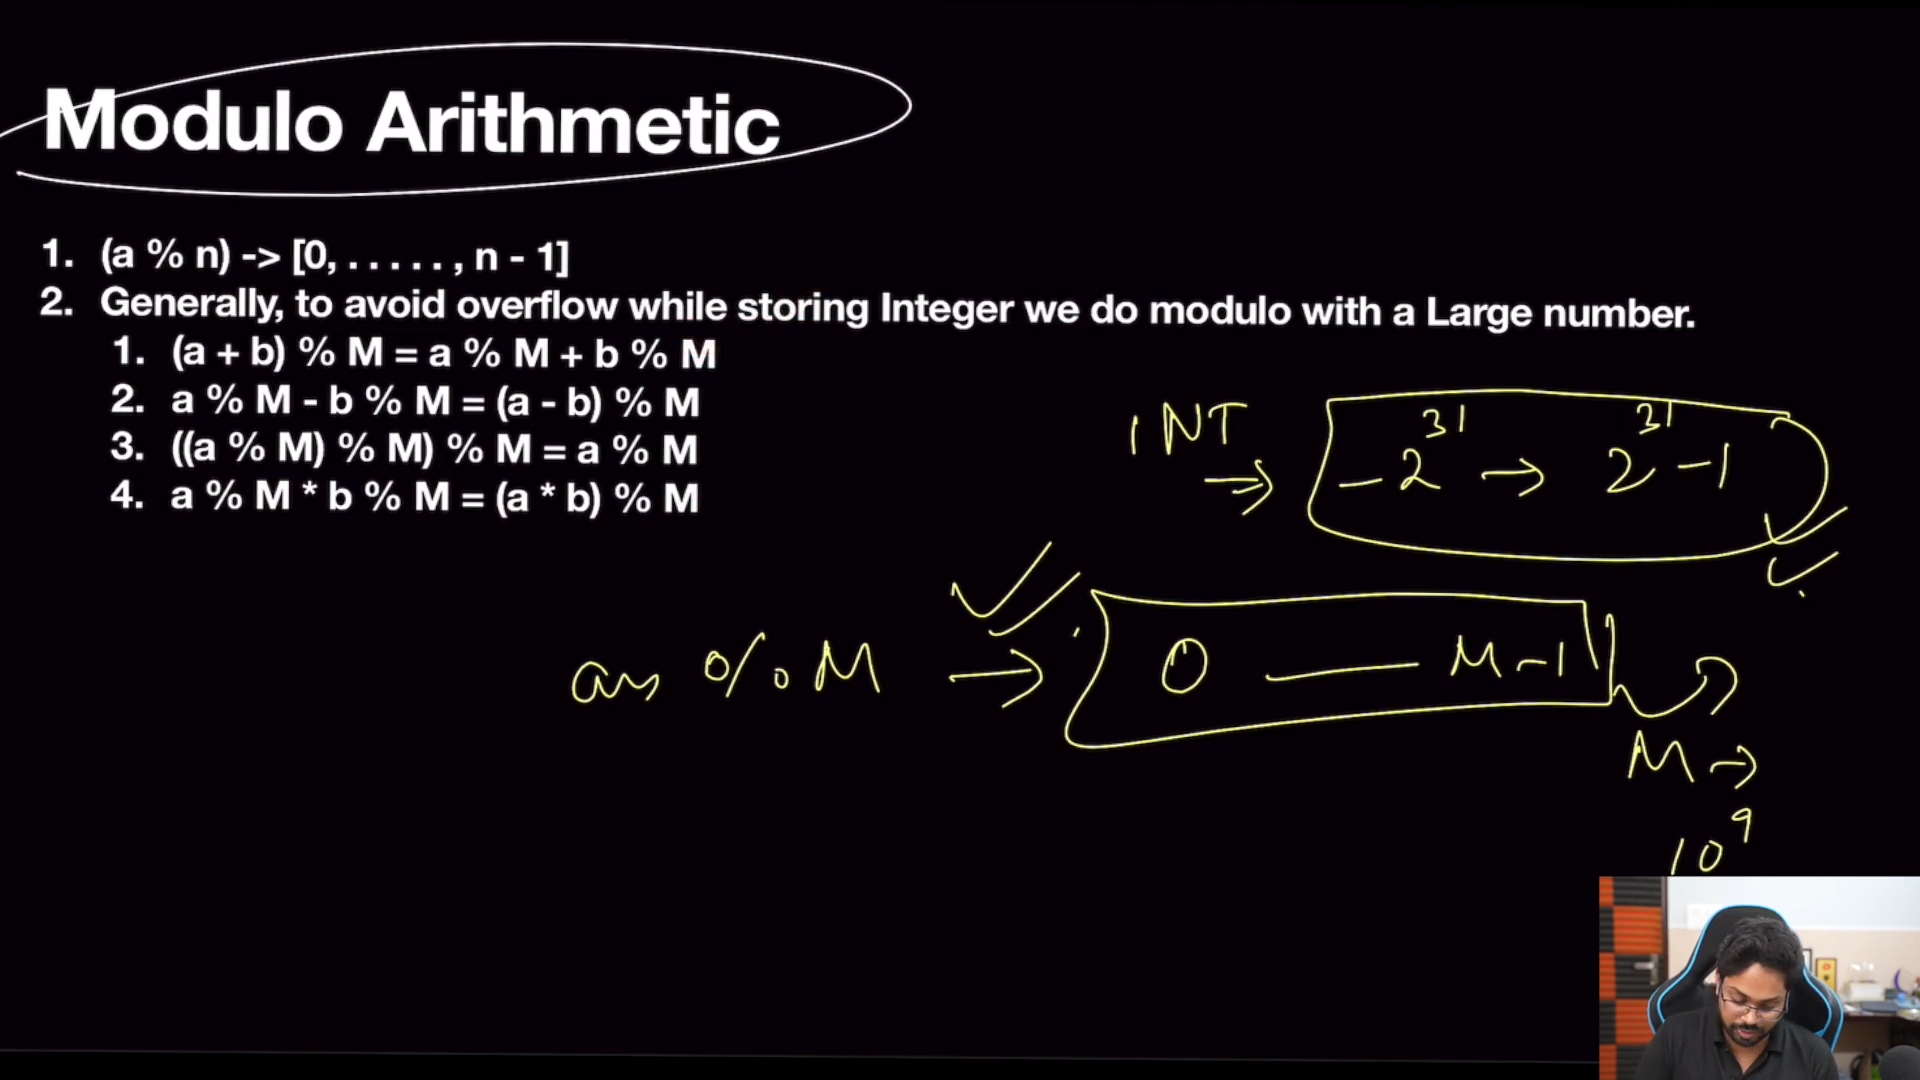 Modulo Arithmetic
1. (a % n) -> [0, . . . . . , n - 1]
2. Generally, to avoid overflow while storing Integer we do modulo with a Large number.
1. (a + b) % M = a % M + b % M
2. a % M - b % M = (a - b) % M
3. ((a % M) % M) % M = a % M
4. a % M * b % M = (a * b) % M
INT → -2^31 → 2^31 - 1
ans % M → 0 — M-1
M →
10^9